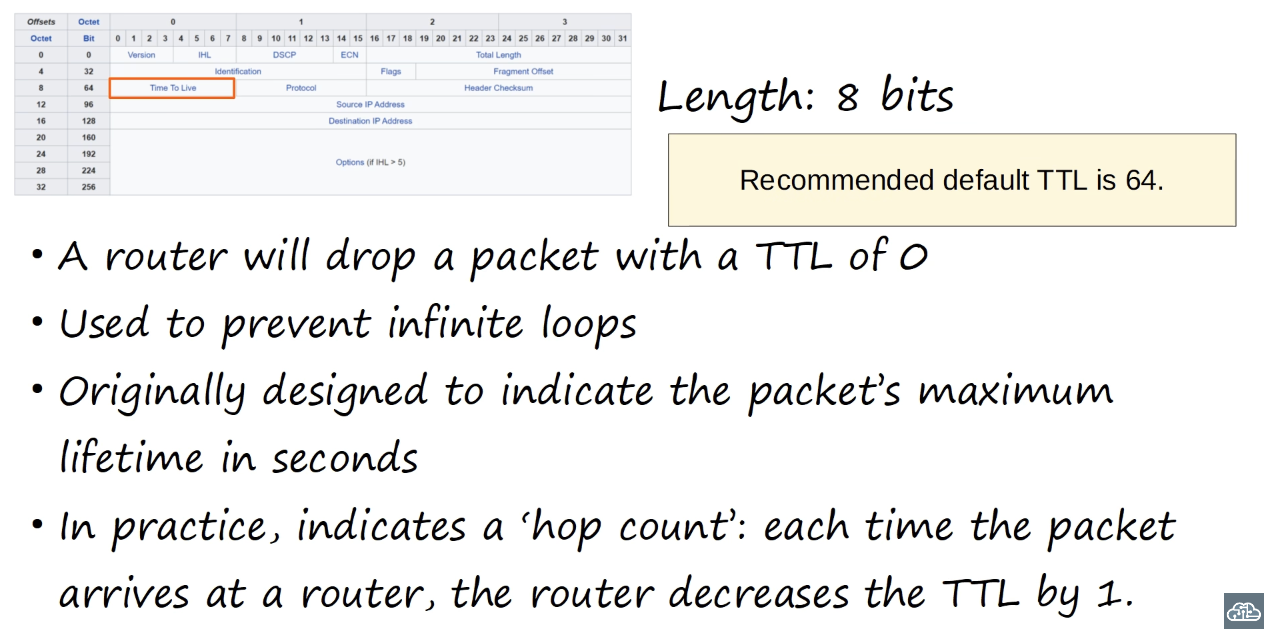 Offsets Octet 0 1 2 3
Octet Bit 0 1 2 3 4 5 6 7 8 9 10 11 12 13 14 15 16 17 18 19 20 21 22 23 24 25 26 27 28 29 30 31
0 0 Version IHL DSCP ECN Total Length
4 32 Identification Flags Fragment Offset
8 64 Time To Live Protocol Header Checksum
12 96 Source IP Address
16 128 Destination IP Address
20 160
24 192
Options (if IHL > 5)
28 224
32 256
Length: 8 bits
Recommended default TTL is 64.
• A router will drop a packet with a TTL of 0
• Used to prevent infinite loops
• Originally designed to indicate the packet’s maximum
lifetime in seconds
• In practice, indicates a ‘hop count’: each time the packet
arrives at a router, the router decreases the TTL by 1.